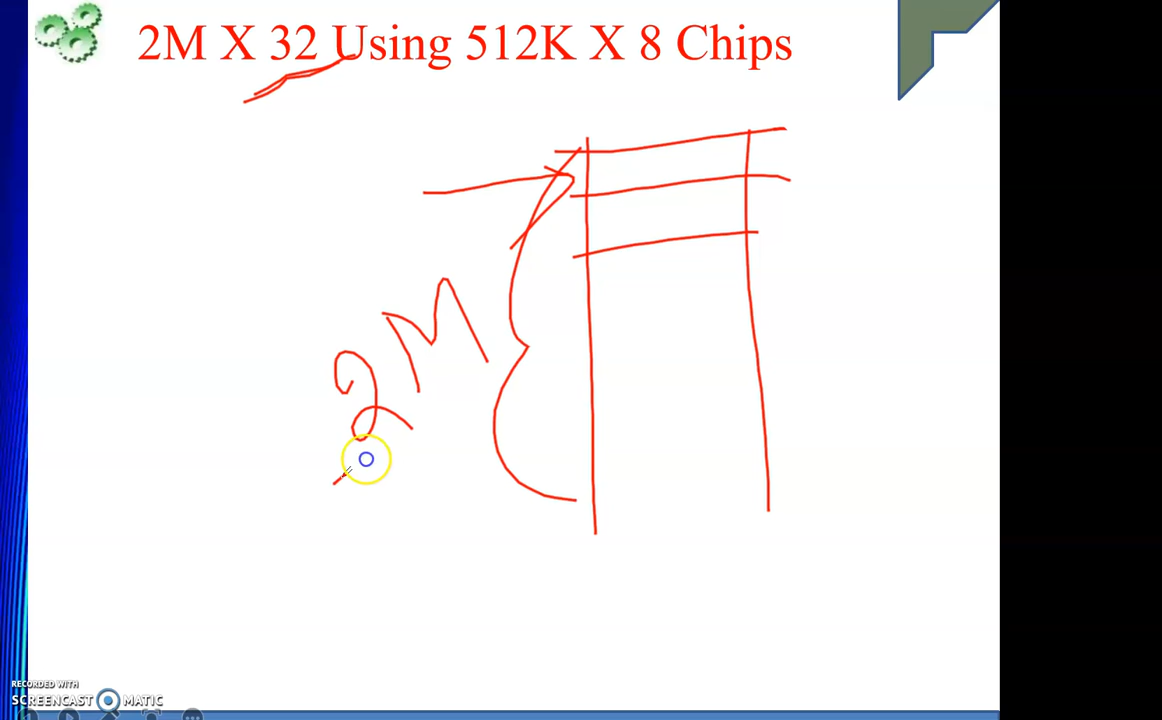 2M X 32 Using 512K X 8 Chips
2M
RECORDED WITH
SCREENCAST MATIC